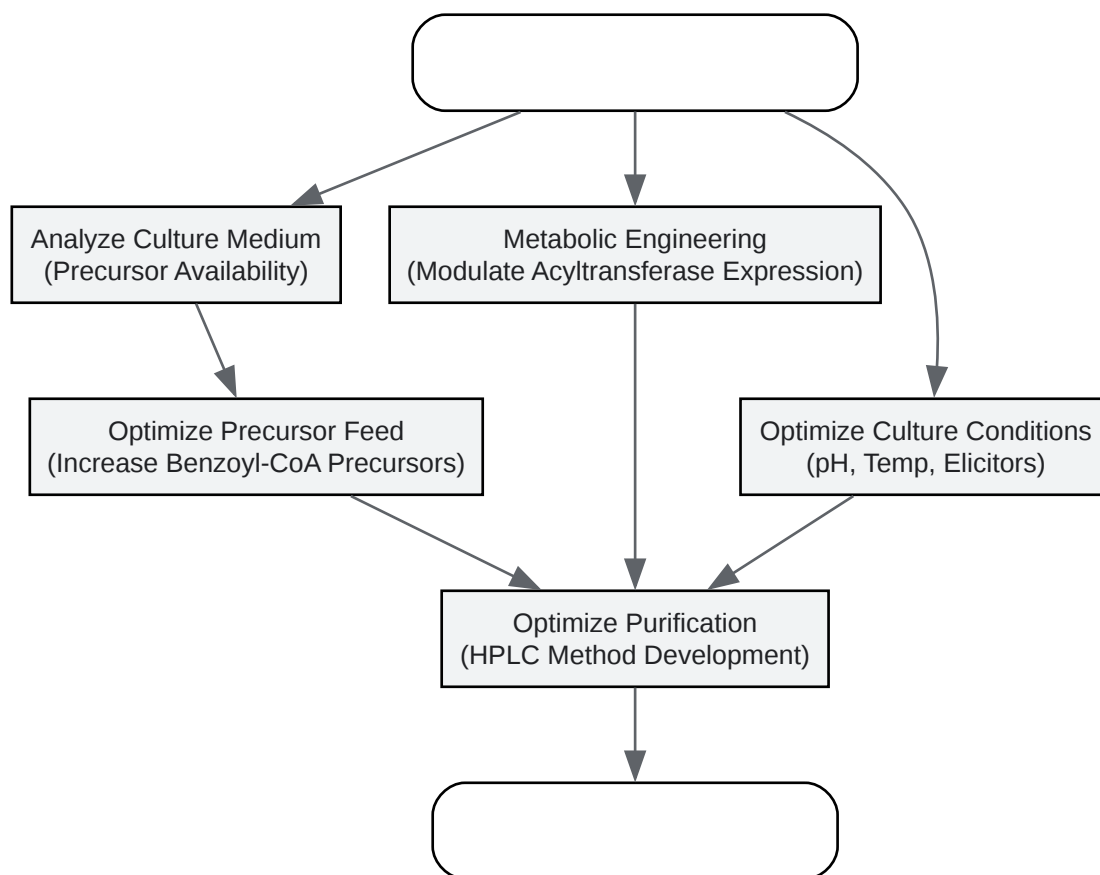 Analyze Culture Medium
(Precursor Availability)
Metabolic Engineering
(Modulate Acyltransferase Expression)
Optimize Precursor Feed
(Increase Benzoyl-CoA Precursors)
Optimize Culture Conditions
(pH, Temp, Elicitors)
Optimize Purification
(HPLC Method Development)